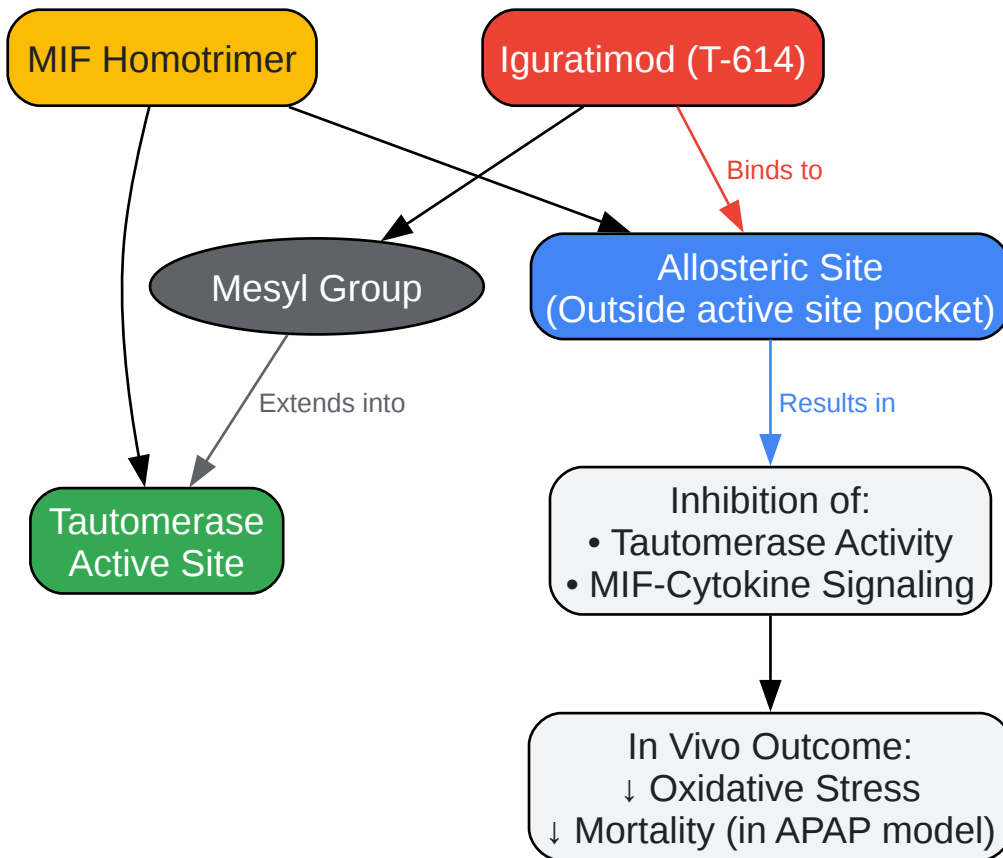 MIF Homotrimer
Iguratimod (T-614)
Binds to
Mesyl Group
Allosteric Site
(Outside active site pocket)
Extends into
Results in
Tautomerase
Active Site
Inhibition of:
• Tautomerase Activity
• MIF-Cytokine Signaling
In Vivo Outcome:
↓ Oxidative Stress
↓ Mortality (in APAP model)